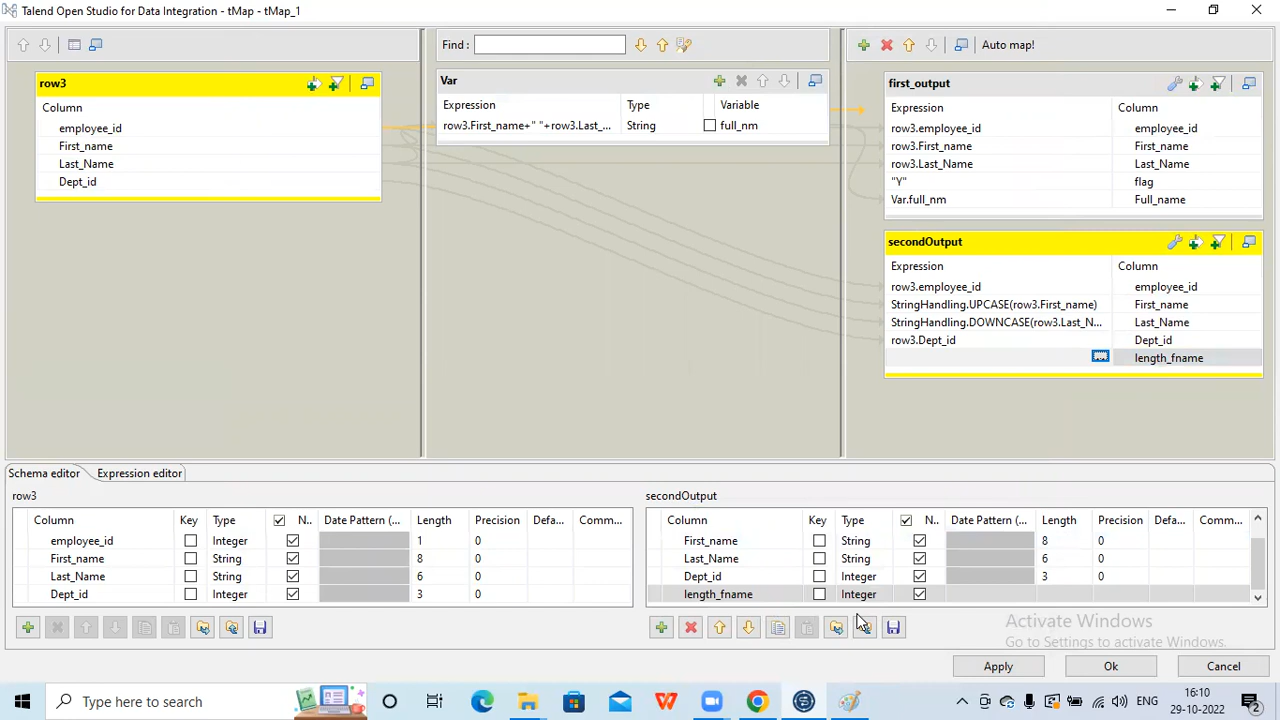 Talend Open Studio for Data Integration - tMap - tMap_1
Find :
Auto map!
row3
Column
employee_id
First_name
Last_Name
Dept_id
Var
Expression Type Variable
row3.First_name+" "+row3.Last_... String full_nm
first_output
Expression Column
row3.employee_id employee_id
row3.First_name First_name
row3.Last_Name Last_Name
"Y" flag
Var.full_nm Full_name
secondOutput
Expression Column
row3.employee_id employee_id
StringHandling.UPCASE(row3.First_name) First_name
StringHandling.DOWNCASE(row3.Last_N... Last_Name
row3.Dept_id Dept_id
length_fname
Schema editor Expression editor
row3
Column Key Type N.. Date Pattern (... Length Precision Defa... Comm...
employee_id Integer 1 0
First_name String 8 0
Last_Name String 6 0
Dept_id Integer 3 0
secondOutput
Column Key Type N.. Date Pattern (... Length Precision Defa... Comm...
First_name String 8 0
Last_Name String 6 0
Dept_id Integer 3 0
length_fname Integer
Activate Windows
Go to Settings to activate Windows.
Apply Ok Cancel
Type here to search
ENG
16:10
29-10-2022
2